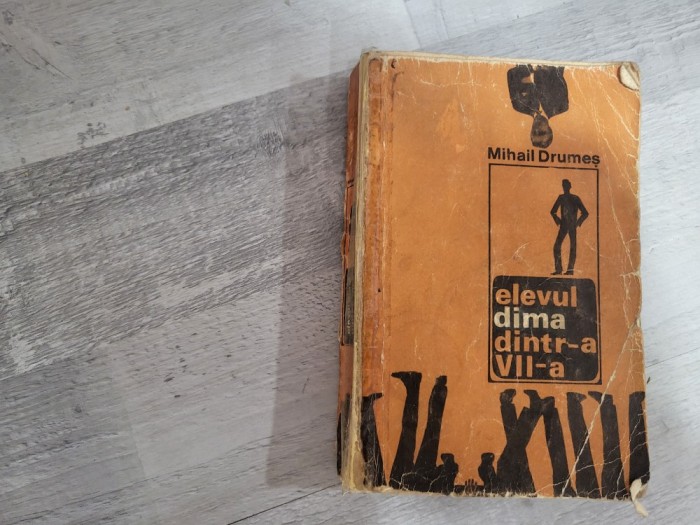 Mihail Drumeș
elevul
dima
dintr-a
VII-a